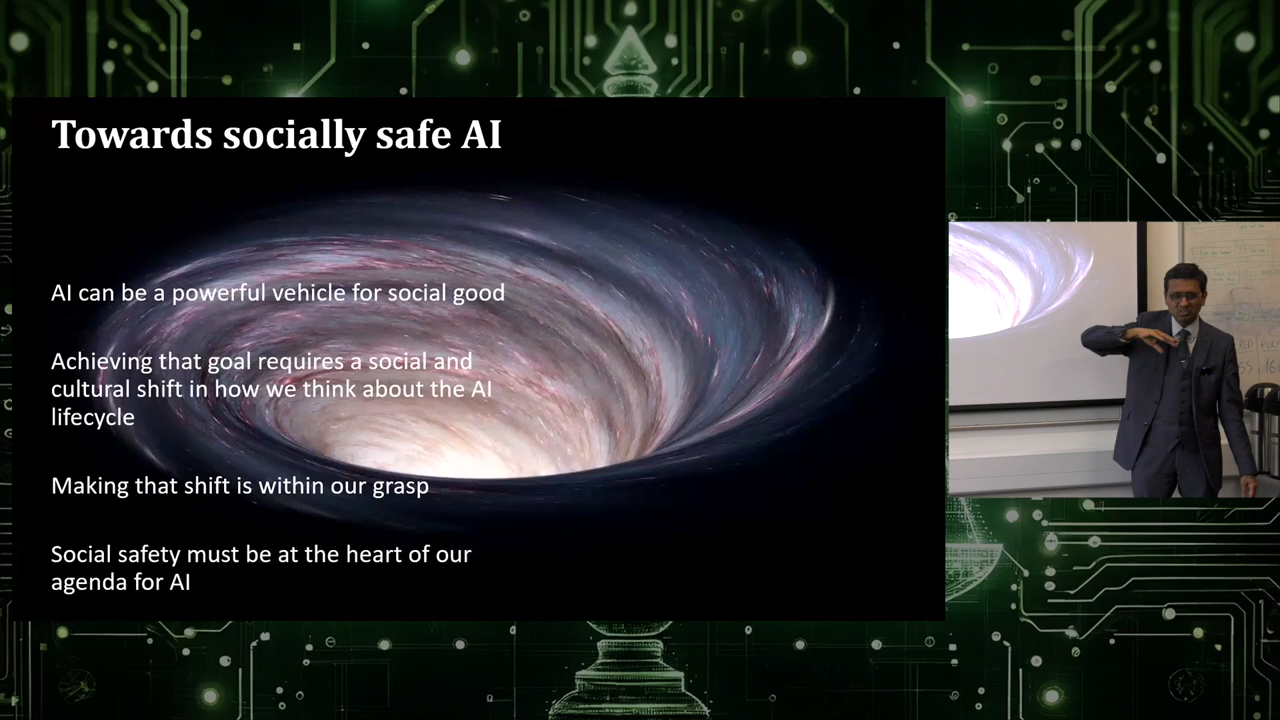 Towards socially safe AI
AI can be a powerful vehicle for social good
Achieving that goal requires a social and
cultural shift in how we think about the AI
lifecycle
Making that shift is within our grasp
Social safety must be at the heart of our
agenda for AI